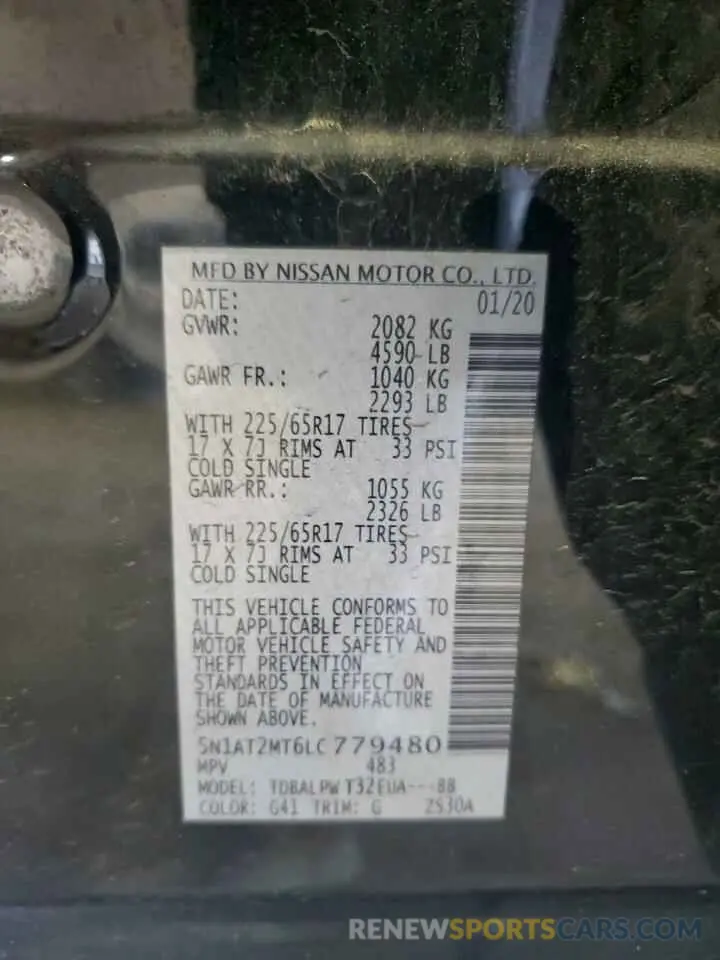 MFD BY NISSAN MOTOR CO., LTD.
DATE: 01/20
GVWR: 2082 KG
4590 LB
GAWR FR.: 1040 KG
2293 LB
WITH 225/65R17 TIRES
17 X 7J RIMS AT 33 PSI
COLD SINGLE
GAWR RR.: 1055 KG
2326 LB
WITH 225/65R17 TIRES
17 X 7J RIMS AT 33 PSI
COLD SINGLE
THIS VEHICLE CONFORMS TO
ALL APPLICABLE FEDERAL
MOTOR VEHICLE SAFETY AND
THEFT PREVENTION
STANDARDS IN EFFECT ON
THE DATE OF MANUFACTURE
SHOWN ABOVE.
5N1AT2MT6LC779480
MPV 483
MODEL: TDBALPW T32EUA---BB
COLOR: G41 TRIM: G 2S30A
RENEWSPORTSCARS.COM